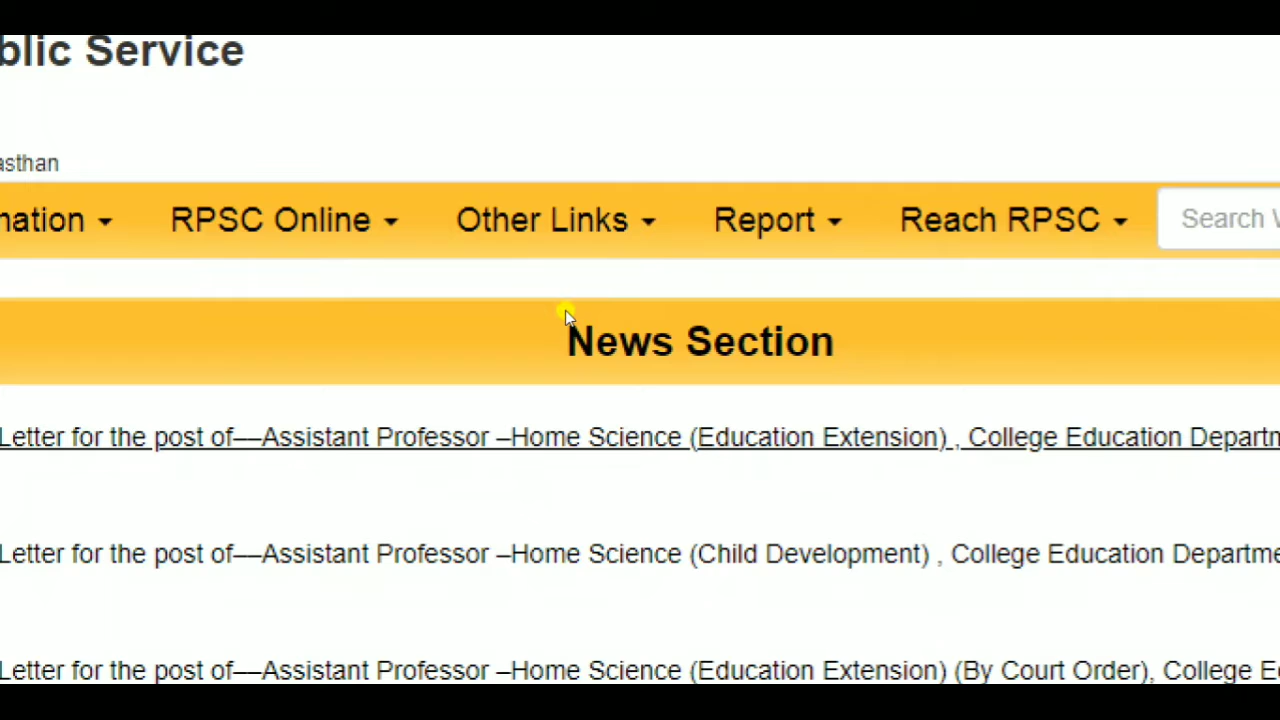 blic Service
asthan
nation RPSC Online Other Links Report Reach RPSC Search
News Section
Letter for the post of––Assistant Professor –Home Science (Education Extension) , College Education Departm
Letter for the post of––Assistant Professor –Home Science (Child Development) , College Education Departme
Letter for the post of––Assistant Professor –Home Science (Education Extension) (By Court Order), College E